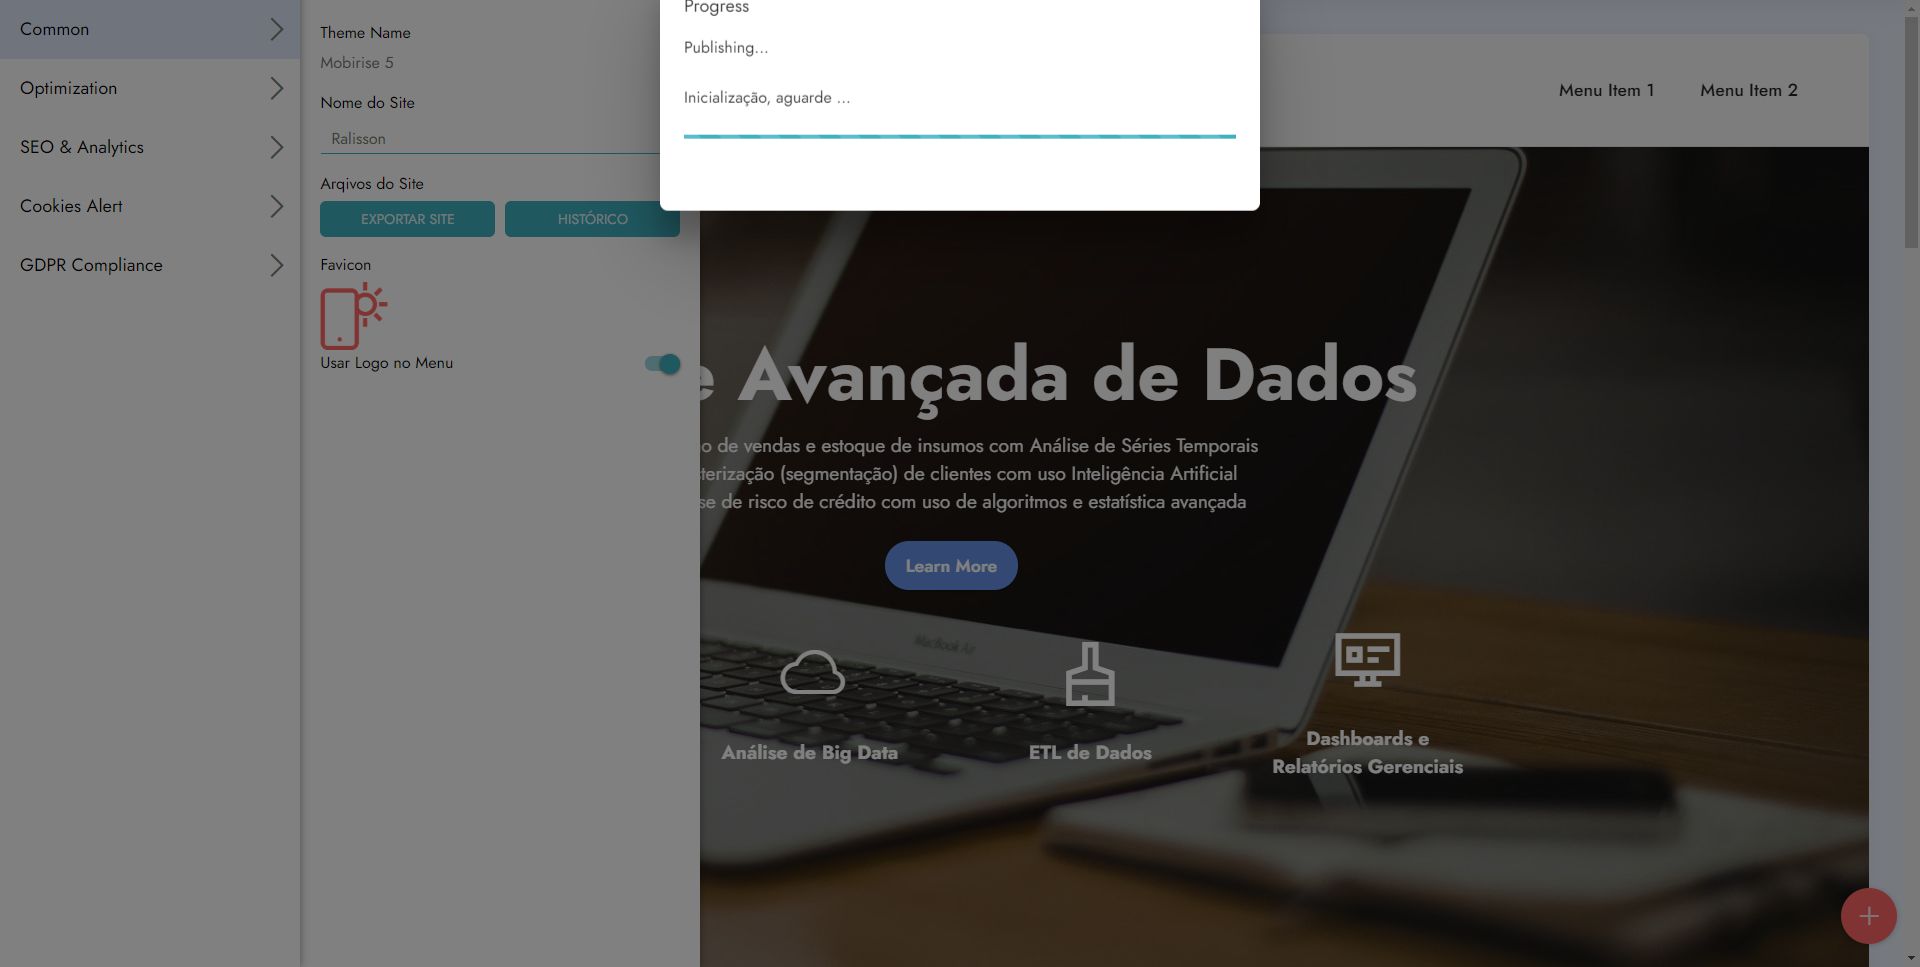 Common
Optimization
SEO & Analytics
Cookies Alert
GDPR Compliance
Theme Name
Mobirise 5
Nome do Site
Ralisson
Arqivos do Site
EXPORTAR SITE
HISTÓRICO
Favicon
Usar Logo no Menu
Progress
Publishing...
Inicialização, aguarde ...
Menu Item 1
Menu Item 2
e Avançada de Dados
o de vendas e estoque de insumos com Análise de Séries Temporais
sterização (segmentação) de clientes com uso Inteligência Artificial
se de risco de crédito com uso de algoritmos e estatística avançada
Learn More
MacBook Air
Análise de Big Data
ETL de Dados
Dashboards e
Relatórios Gerenciais